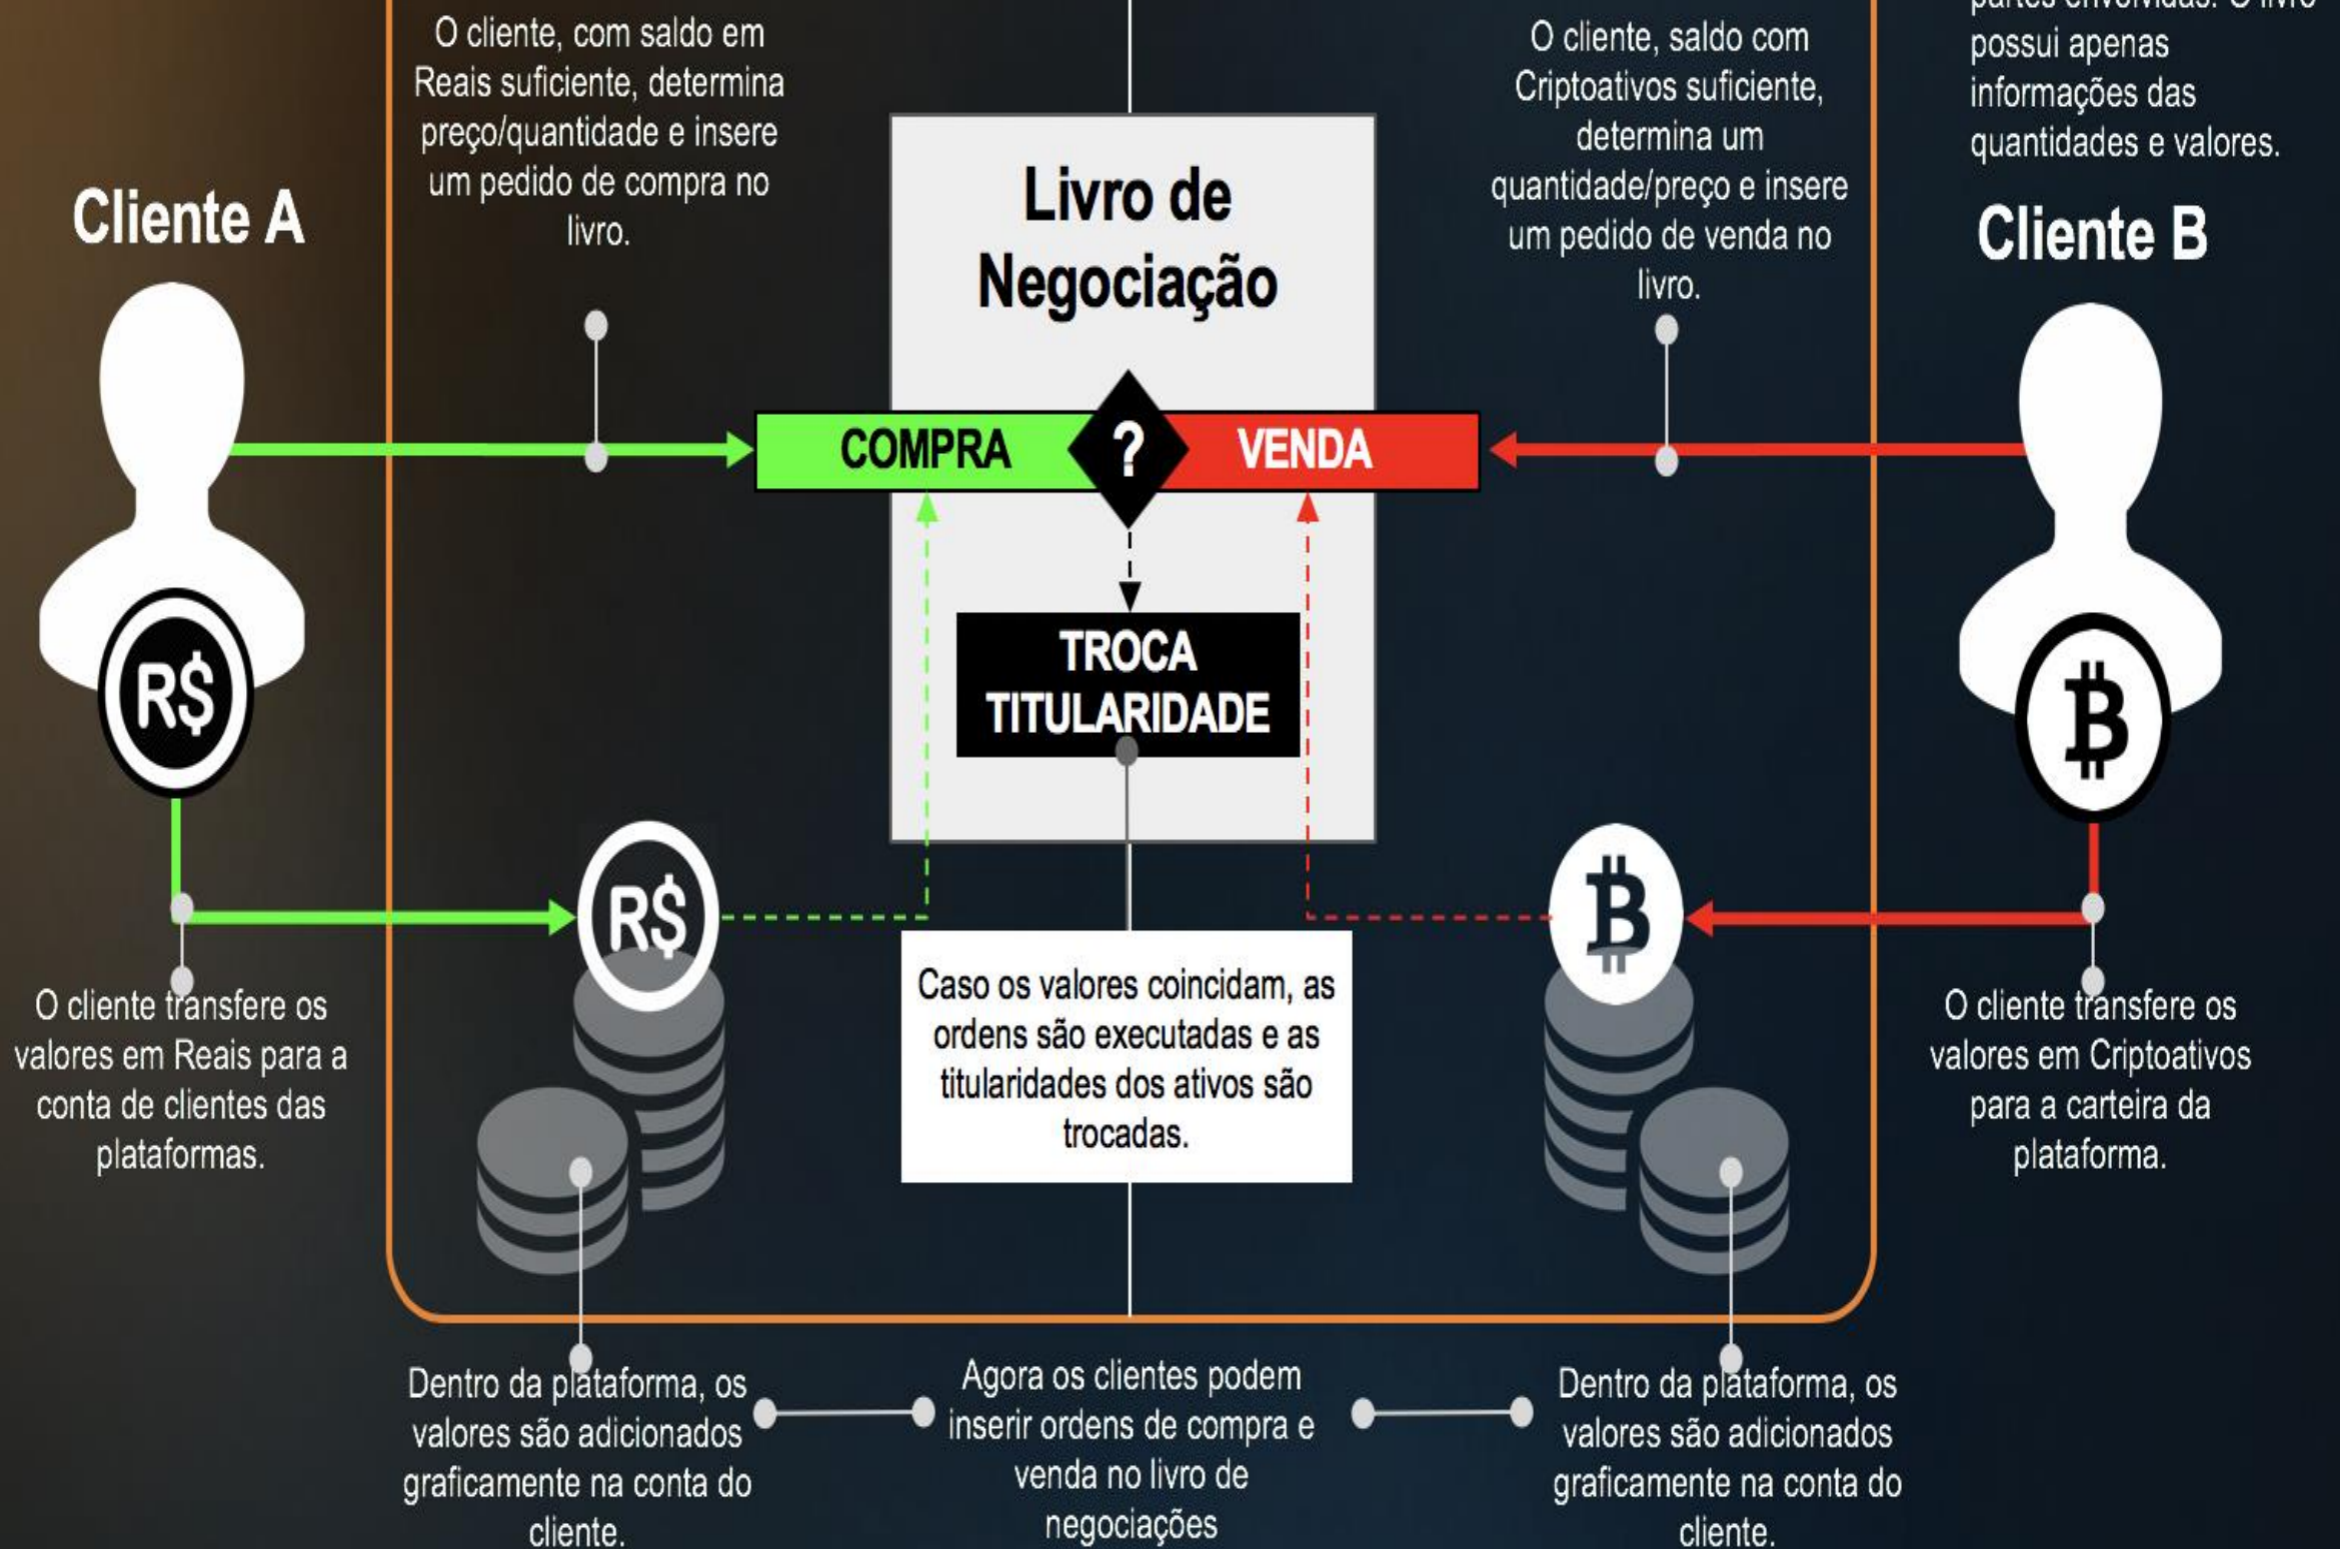 O cliente, com saldo em
Reais suficiente, determina
preço/quantidade e insere
um pedido de compra no
livro.
O cliente, saldo com
Criptoativos suficiente,
determina um
quantidade/preço e insere
um pedido de venda no
livro.
partes envolvidas. O livro
possui apenas
informações das
quantidades e valores.
Cliente A
Livro de
Negociação
Cliente B
COMPRA
?
VENDA
TROCA
TITULARIDADE
R$
₿
R$
₿
O cliente transfere os
valores em Reais para a
conta de clientes das
plataformas.
Caso os valores coincidam, as
ordens são executadas e as
titularidades dos ativos são
trocadas.
O cliente transfere os
valores em Criptoativos
para a carteira da
plataforma.
Dentro da plataforma, os
valores são adicionados
graficamente na conta do
cliente.
Agora os clientes podem
inserir ordens de compra e
venda no livro de
negociações
Dentro da plataforma, os
valores são adicionados
graficamente na conta do
cliente.